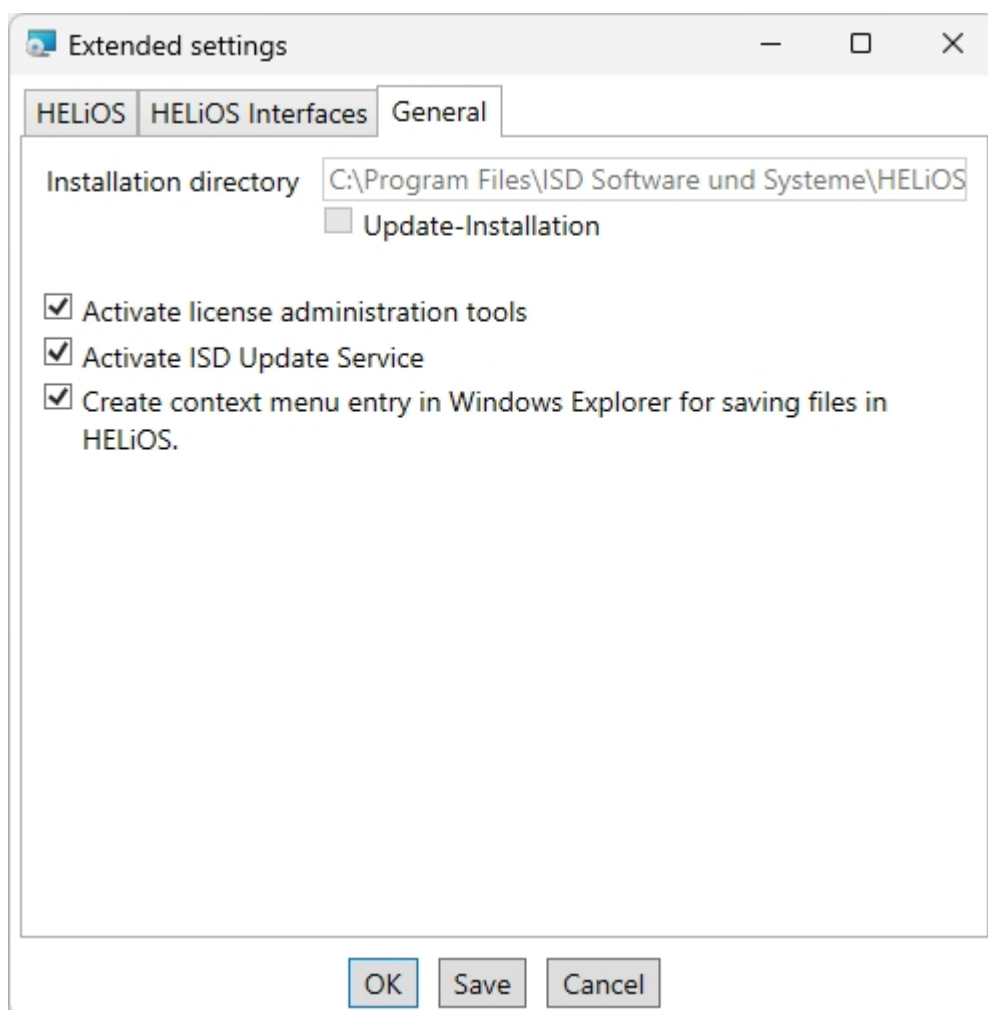 Extended settings
HELiOS HELiOS Interfaces General
Installation directory C:\Program Files\ISD Software und Systeme\HELiOS
Update-Installation
Activate license administration tools
Activate ISD Update Service
Create context menu entry in Windows Explorer for saving files in
HELiOS.
OK Save Cancel